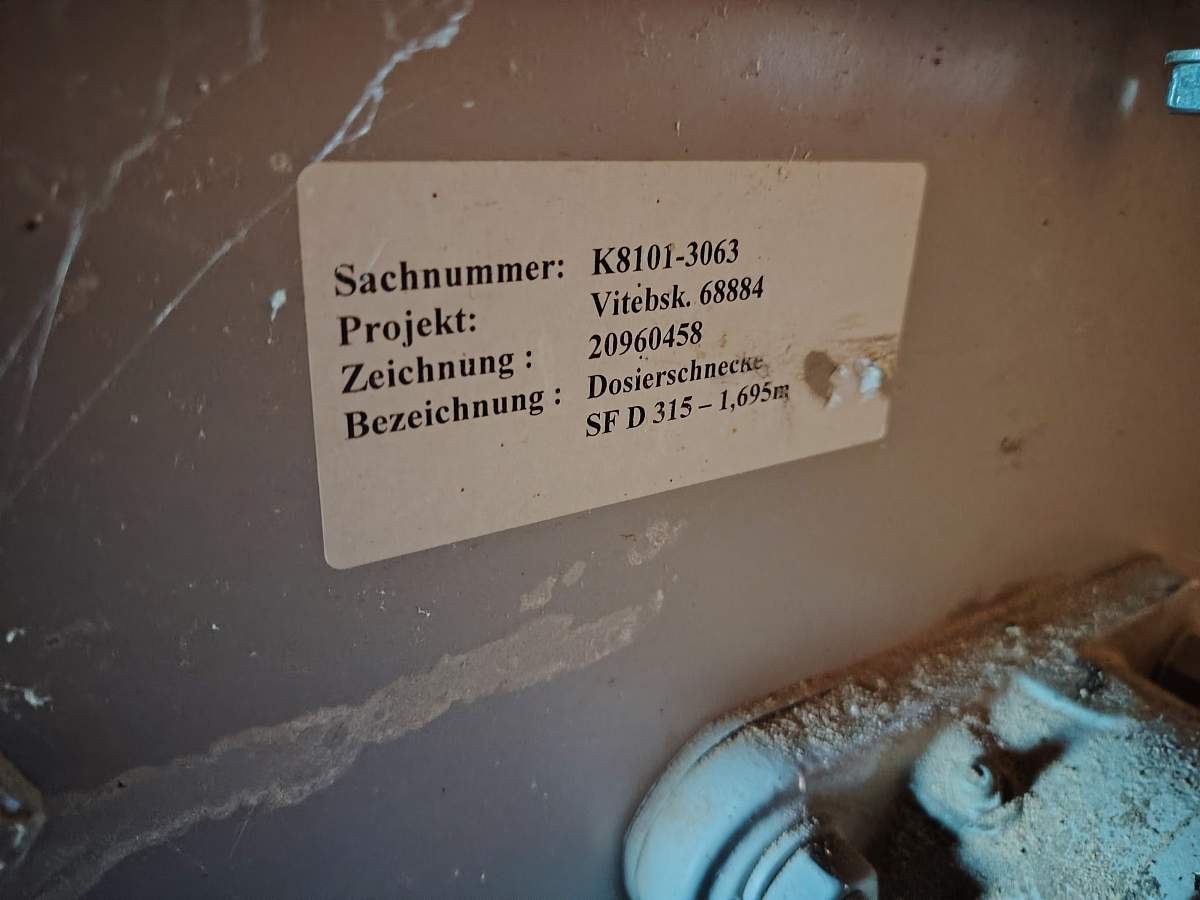 Sachnummer: K8101-3063
Projekt: Vitebsk. 68884
Zeichnung : 20960458
Bezeichnung : Dosierschnecke
SF D 315 – 1,695m